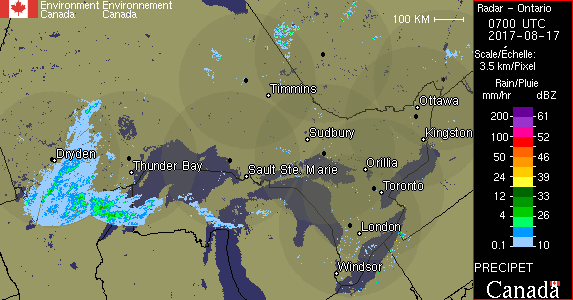 Environment Environnement
Canada Canada
100 KM
Timmins
Ottawa
Sudbury
Kingston
Dryden
Thunder Bay
Sault Ste. Marie
Orillia
Toronto
London
Windsor
Radar - Ontario
0700 UTC
2017-08-17
Scale/Échelle:
3.5 km/Pixel
Rain/Pluie
mm/hr dBZ
200 61
100 52
50 46
24 39
12 34
4 26
0.1 10
PRECIPET
Canada